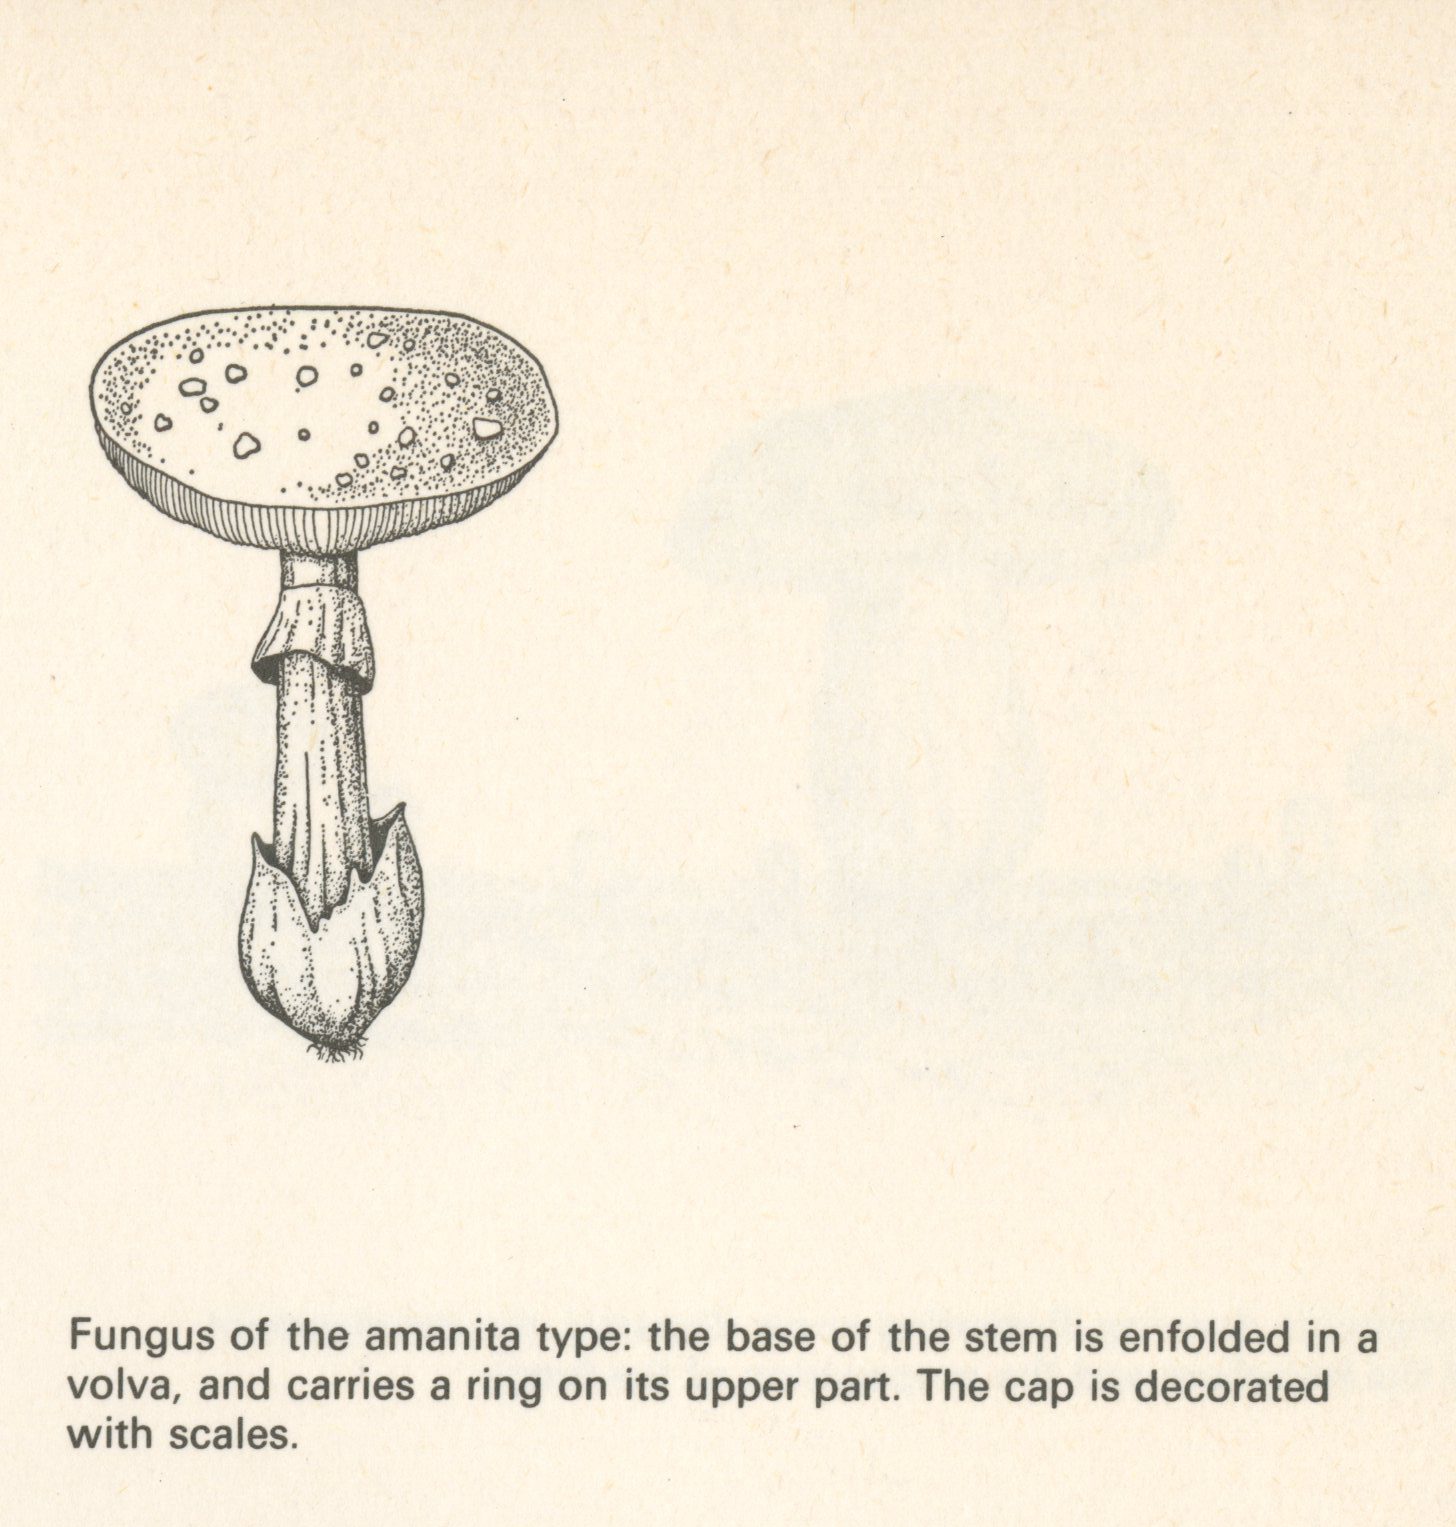 Fungus of the amanita type: the base of the stem is enfolded in a
volva, and carries a ring on its upper part. The cap is decorated
with scales.